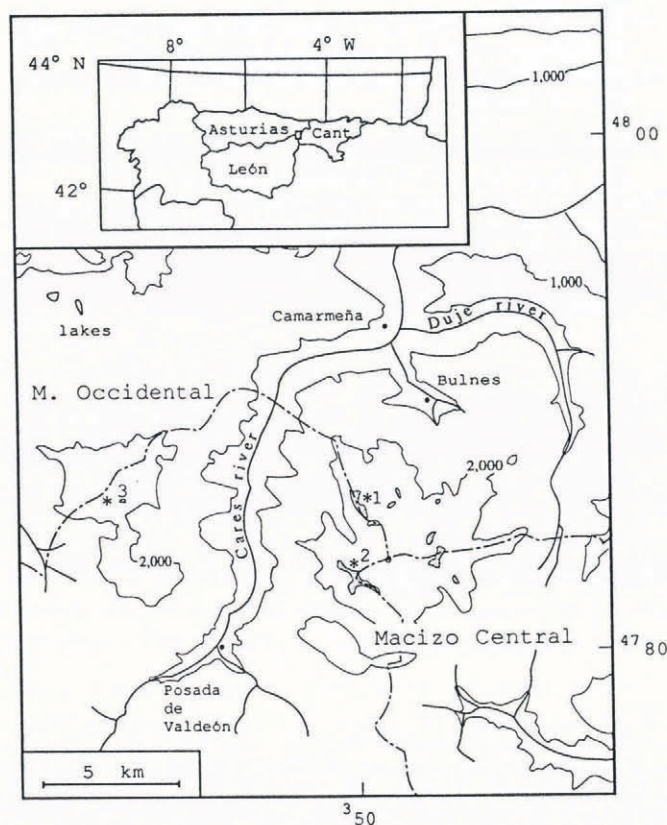 8°
4° W
44° N
1,000
48 00
Asturias
Cant
León
42°
1,000
Camarmeña
Duje river
lakes
Bulnes
M. Occidental
2,000
Cares river
* 3
7*1
*2
2,000
Macizo Central
47 80
Posada
de
Valdeón
5 km
3 50